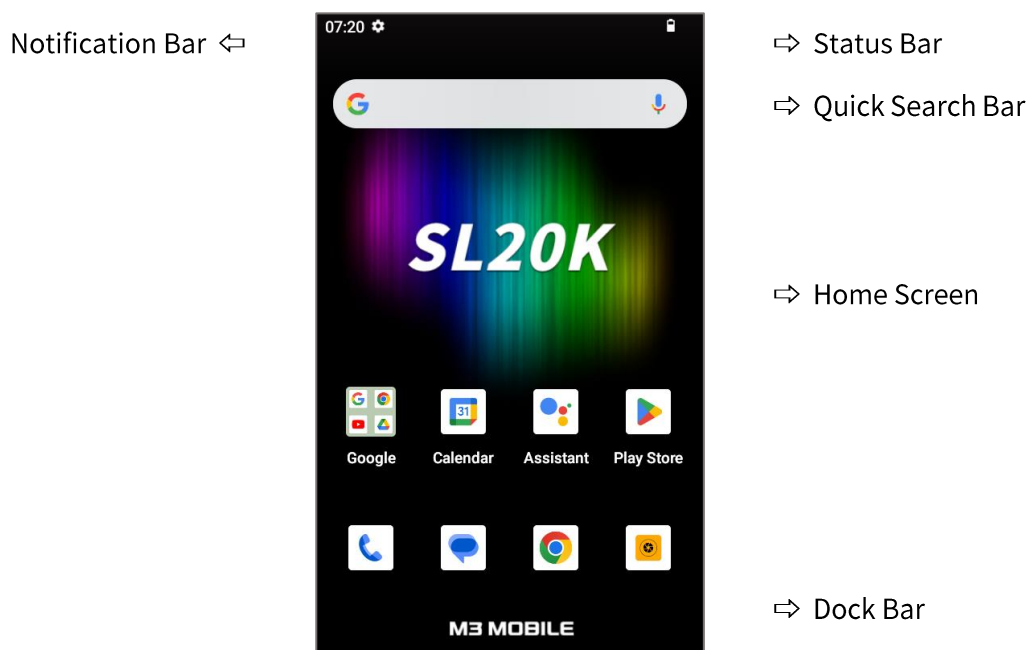 07:20
Notification Bar ⇦
⇨ Status Bar
⇨ Quick Search Bar
SL20K
⇨ Home Screen
31
Google Calendar Assistant Play Store
⇨ Dock Bar
M3 MOBILE